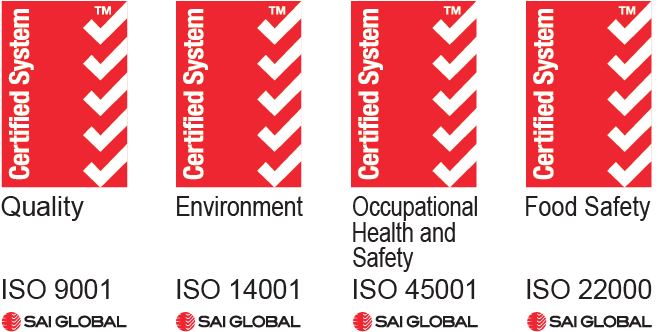 Certified System
TM
Quality
ISO 9001
SAI GLOBAL
Certified System
TM
Environment
ISO 14001
SAI GLOBAL
Certified System
TM
Occupational
Health and
Safety
ISO 45001
SAI GLOBAL
Certified System
TM
Food Safety
ISO 22000
SAI GLOBAL